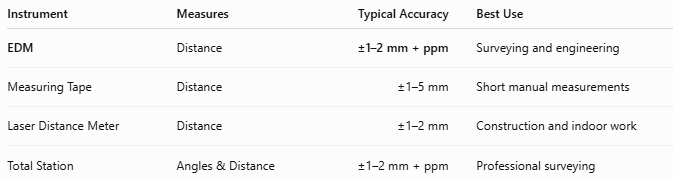 Instrument Measures Typical Accuracy Best Use
EDM Distance ±1–2 mm + ppm Surveying and engineering
Measuring Tape Distance ±1–5 mm Short manual measurements
Laser Distance Meter Distance ±1–2 mm Construction and indoor work
Total Station Angles & Distance ±1–2 mm + ppm Professional surveying